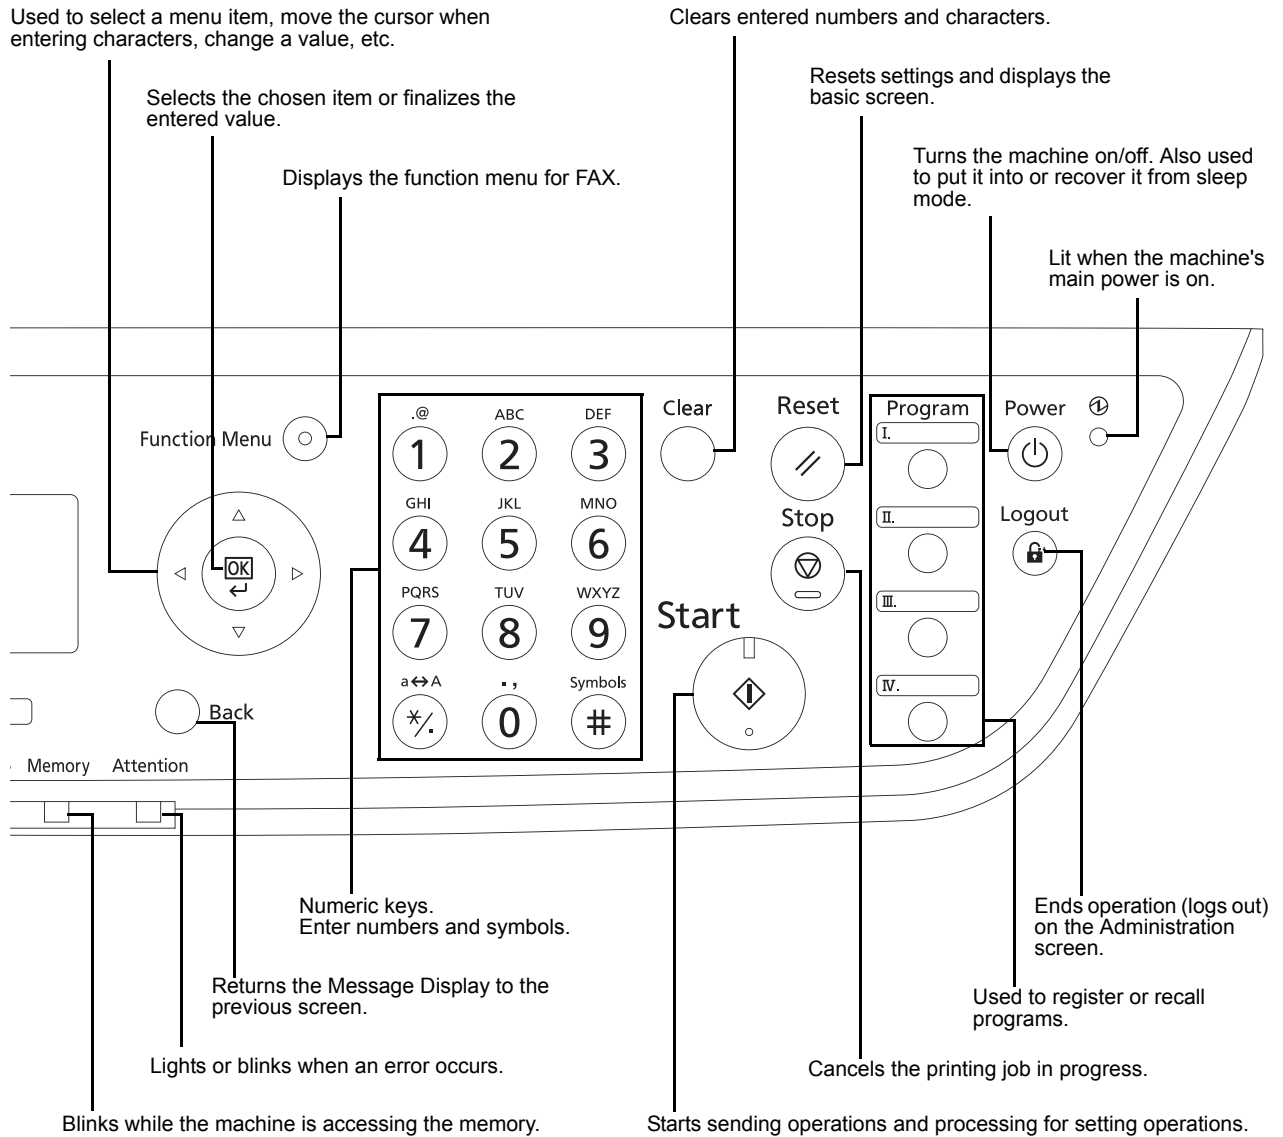 Used to select a menu item, move the cursor when
entering characters, change a value, etc.
Clears entered numbers and characters.
Selects the chosen item or finalizes the
entered value.
Resets settings and displays the
basic screen.
Displays the function menu for FAX.
Turns the machine on/off. Also used
to put it into or recover it from sleep
mode.
Lit when the machine's
main power is on.
Function Menu
.@
ABC
DEF
1
2
3
GHI
JKL
MNO
4
5
6
PQRS
TUV
WXYZ
7
8
9
a↔A
. ,
Symbols
*/.
0
#
OK
Back
Clear
Reset
Stop
Start
Program
I.
II.
III.
IV.
Power
Logout
Memory
Attention
Numeric keys.
Enter numbers and symbols.
Ends operation (logs out)
on the Administration
screen.
Returns the Message Display to the
previous screen.
Used to register or recall
programs.
Lights or blinks when an error occurs.
Cancels the printing job in progress.
Blinks while the machine is accessing the memory.
Starts sending operations and processing for setting operations.